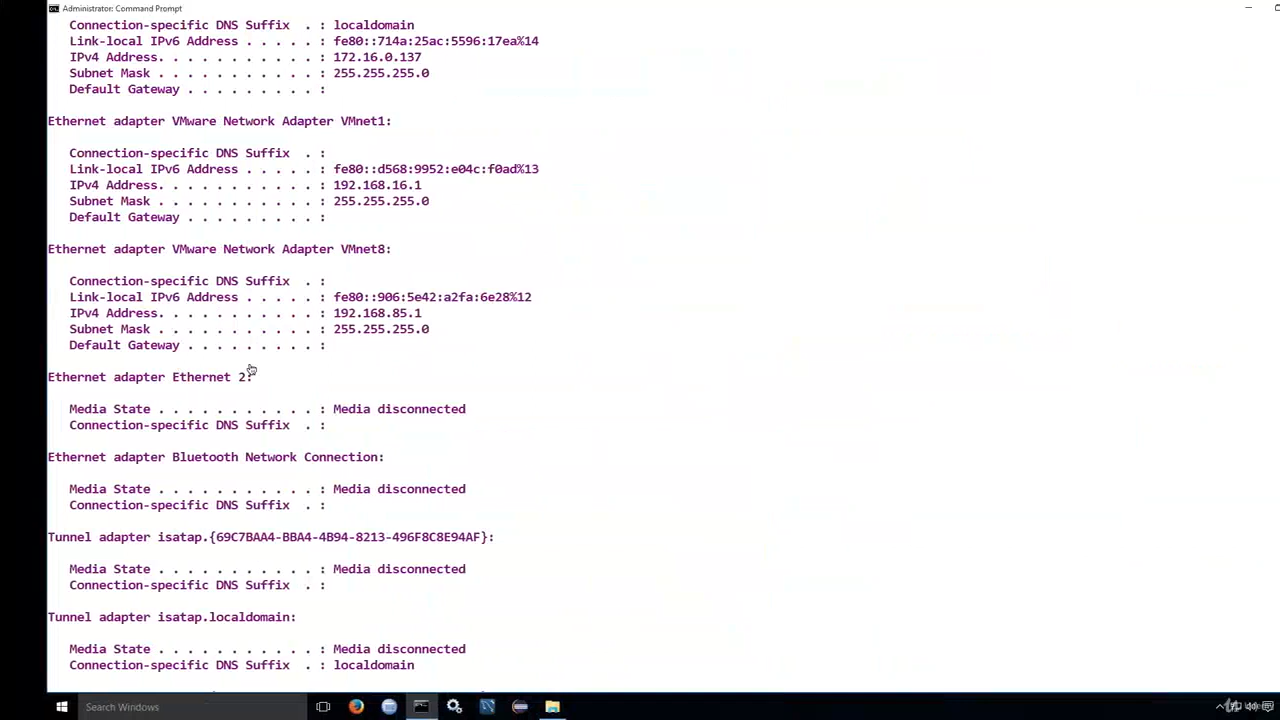 Administrator: Command Prompt
Connection-specific DNS Suffix . : localdomain
Link-local IPv6 Address . . . . . : fe80::714a:25ac:5596:17ea%14
IPv4 Address. . . . . . . . . . . : 172.16.0.137
Subnet Mask . . . . . . . . . . . : 255.255.255.0
Default Gateway . . . . . . . . . :
Ethernet adapter VMware Network Adapter VMnet1:
Connection-specific DNS Suffix . :
Link-local IPv6 Address . . . . . : fe80::d568:9952:e04c:f0ad%13
IPv4 Address. . . . . . . . . . . : 192.168.16.1
Subnet Mask . . . . . . . . . . . : 255.255.255.0
Default Gateway . . . . . . . . . :
Ethernet adapter VMware Network Adapter VMnet8:
Connection-specific DNS Suffix . :
Link-local IPv6 Address . . . . . : fe80::906:5e42:a2fa:6e28%12
IPv4 Address. . . . . . . . . . . : 192.168.85.1
Subnet Mask . . . . . . . . . . . : 255.255.255.0
Default Gateway . . . . . . . . . :
Ethernet adapter Ethernet 2:
Media State . . . . . . . . . . . : Media disconnected
Connection-specific DNS Suffix . :
Ethernet adapter Bluetooth Network Connection:
Media State . . . . . . . . . . . : Media disconnected
Connection-specific DNS Suffix . :
Tunnel adapter isatap.{69C7BAA4-BBA4-4B94-8213-496F8C8E94AF}:
Media State . . . . . . . . . . . : Media disconnected
Connection-specific DNS Suffix . :
Tunnel adapter isatap.localdomain:
Media State . . . . . . . . . . . : Media disconnected
Connection-specific DNS Suffix . : localdomain
Search Windows